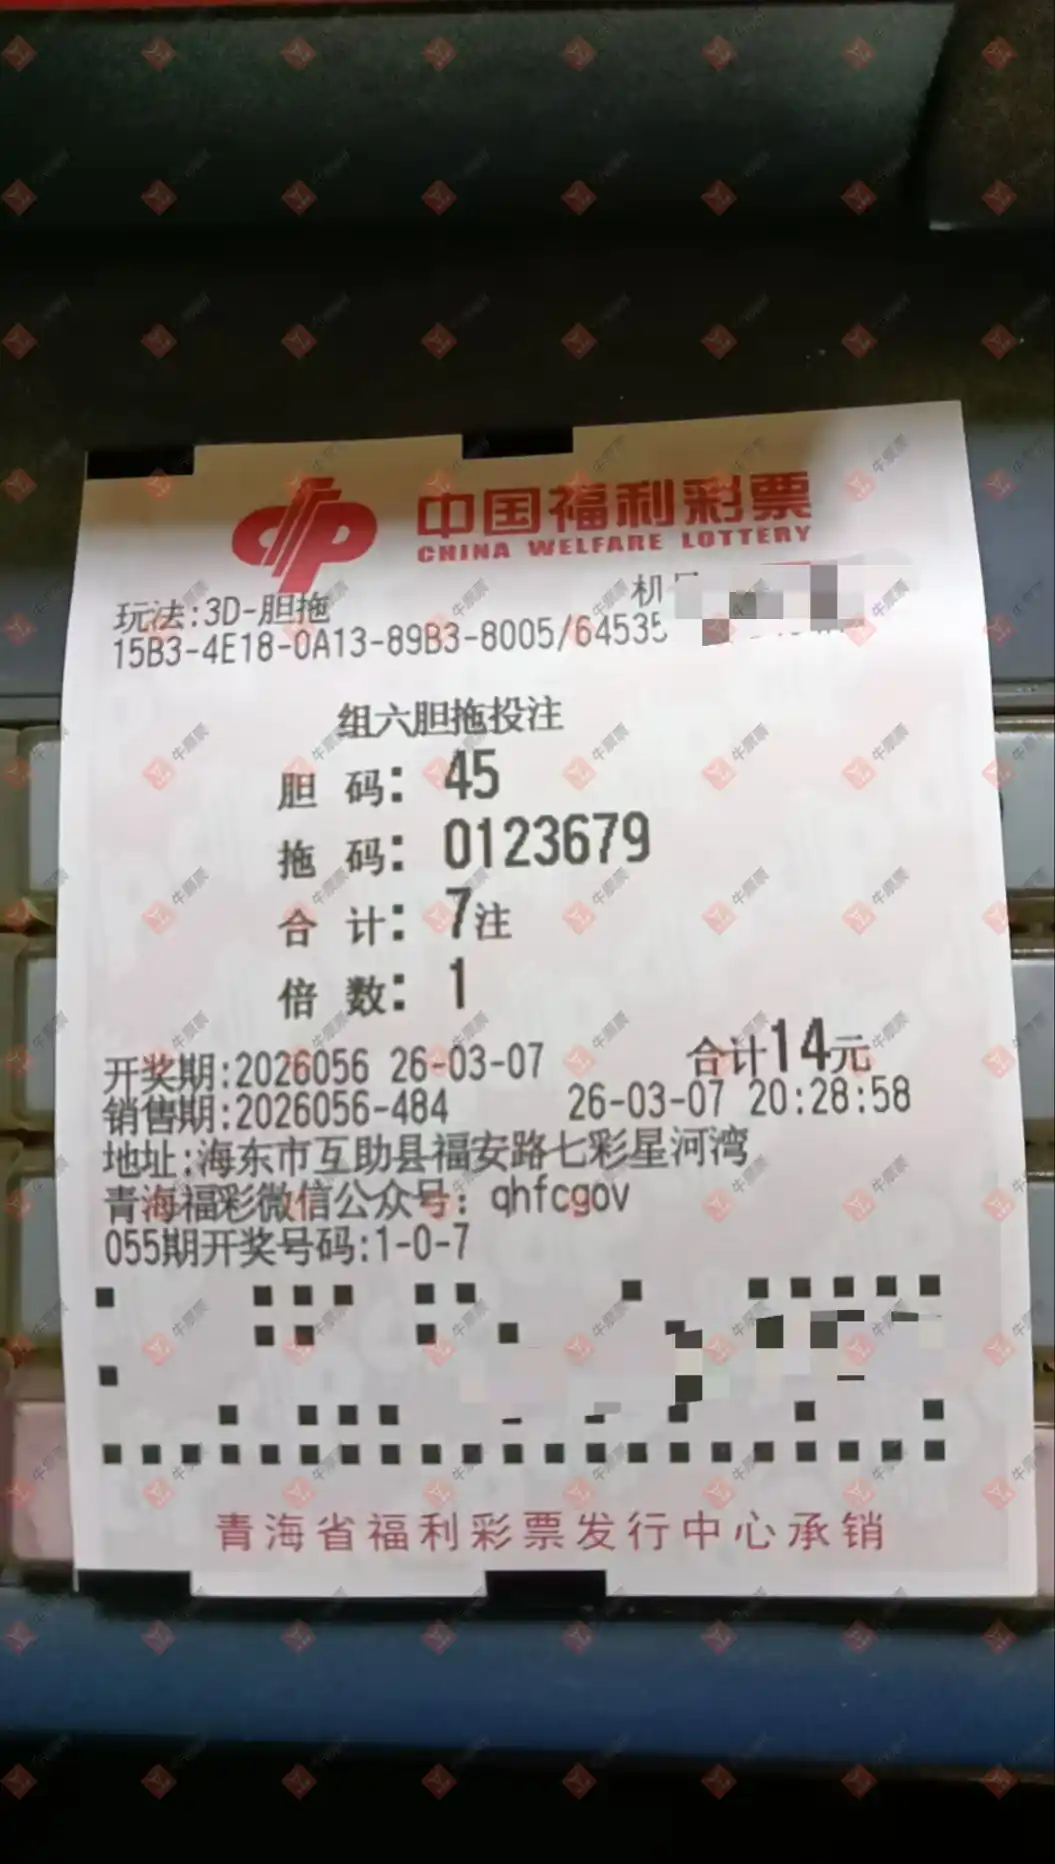 中国福利彩票
CHINA WELFARE LOTTERY
机
玩法:3D-胆拖
15B3-4E18-0A13-89B3-8005/64535
组六胆拖投注
胆 码: 45
拖 码: 0123679
合 计: 7注
倍 数: 1
开奖期:2026056 26-03-07 合计14元
销售期:2026056-484 26-03-07 20:28:58
地址:海东市互助县福安路七彩星河湾
青海福彩微信公众号: qhfcgov
055期开奖号码:1-0-7
青海省福利彩票发行中心承销